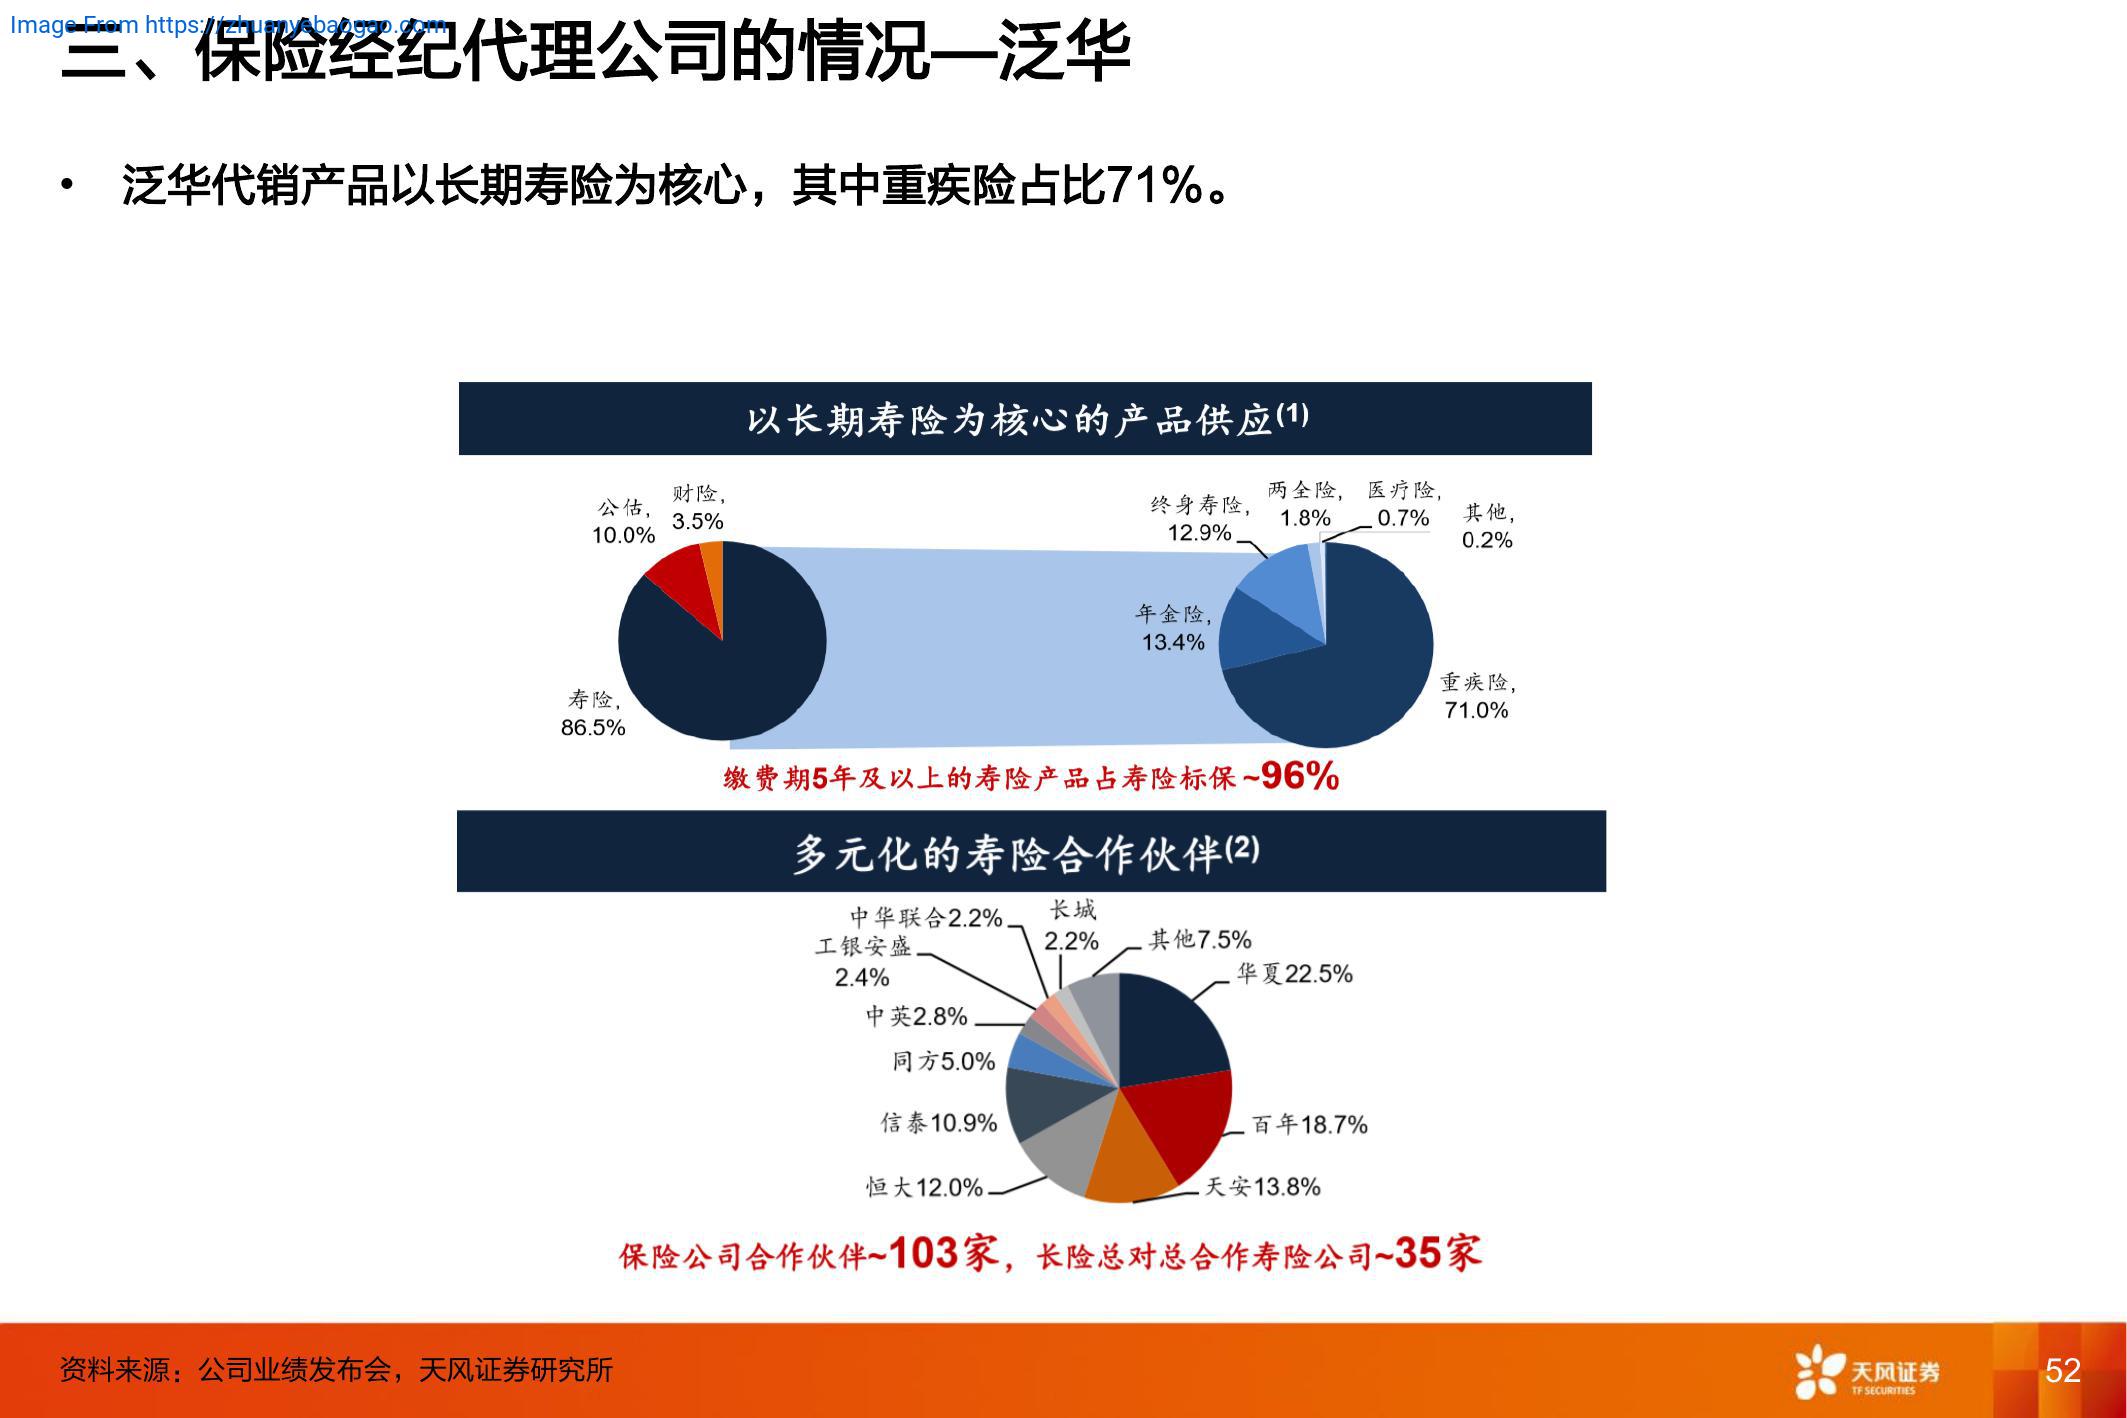 Image From https://zhuanyebaogao.com
三、保险经纪代理公司的情况—泛华
• 泛华代销产品以长期寿险为核心，其中重疾险占比71%。
以长期寿险为核心的产品供应(1)
公估,
10.0%
财险,
3.5%
寿险,
86.5%
终身寿险,
12.9%
两全险,
1.8%
医疗险,
0.7%
其他,
0.2%
年金险,
13.4%
重疾险,
71.0%
缴费期5年及以上的寿险产品占寿险标保~96%
多元化的寿险合作伙伴(2)
中华联合2.2%
长城
2.2%
其他7.5%
工银安盛
2.4%
华夏22.5%
中英2.8%
同方5.0%
信泰10.9%
百年18.7%
恒大12.0%
天安13.8%
保险公司合作伙伴~103家，长险总对总合作寿险公司~35家
资料来源：公司业绩发布会，天风证券研究所
天风证券
TF SECURITIES
52